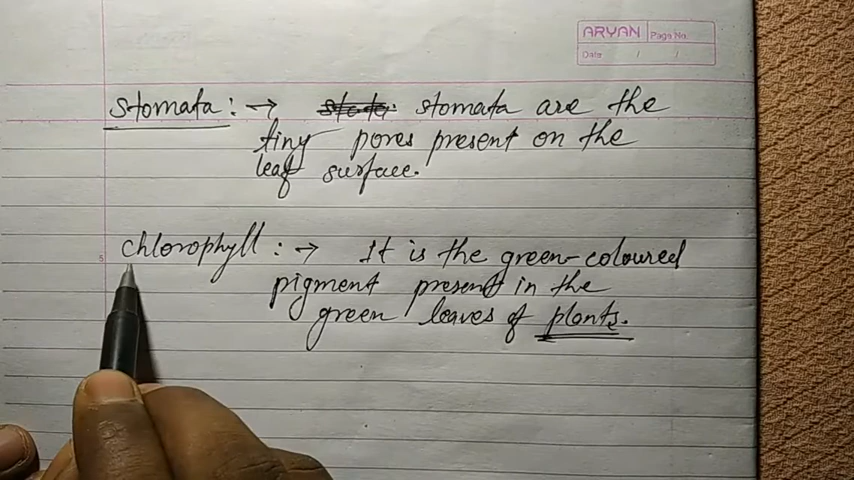 ARYAN Page No.
Date / /
stomata : → stomata are the
tiny pores present on the
leaf surface.
chlorophyll : → It is the green-coloured
pigment present in the
green leaves of plants.